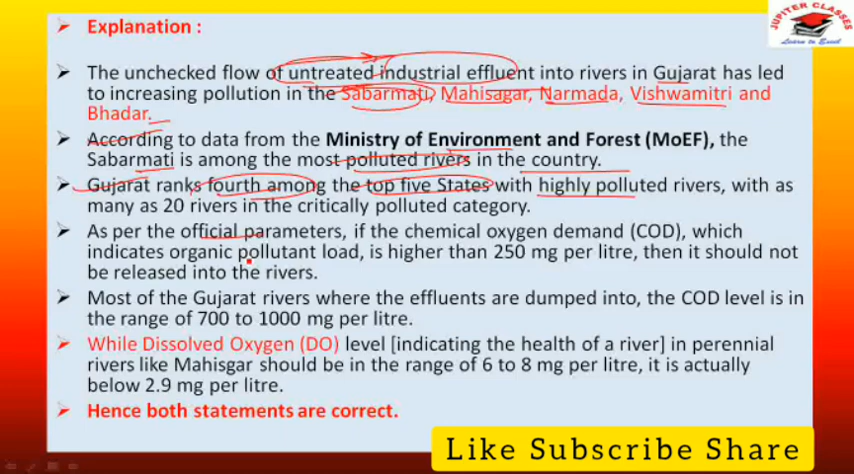 JUPITER CLASSES
Learn to Excel
Explanation :
The unchecked flow of untreated industrial effluent into rivers in Gujarat has led
to increasing pollution in the Sabarmati, Mahisagar, Narmada, Vishwamitri and
Bhadar.
According to data from the Ministry of Environment and Forest (MoEF), the
Sabarmati is among the most polluted rivers in the country.
Gujarat ranks fourth among the top five States with highly polluted rivers, with as
many as 20 rivers in the critically polluted category.
As per the official parameters, if the chemical oxygen demand (COD), which
indicates organic pollutant load, is higher than 250 mg per litre, then it should not
be released into the rivers.
Most of the Gujarat rivers where the effluents are dumped into, the COD level is in
the range of 700 to 1000 mg per litre.
While Dissolved Oxygen (DO) level [indicating the health of a river] in perennial
rivers like Mahisgar should be in the range of 6 to 8 mg per litre, it is actually
below 2.9 mg per litre.
Hence both statements are correct.
Like Subscribe Share